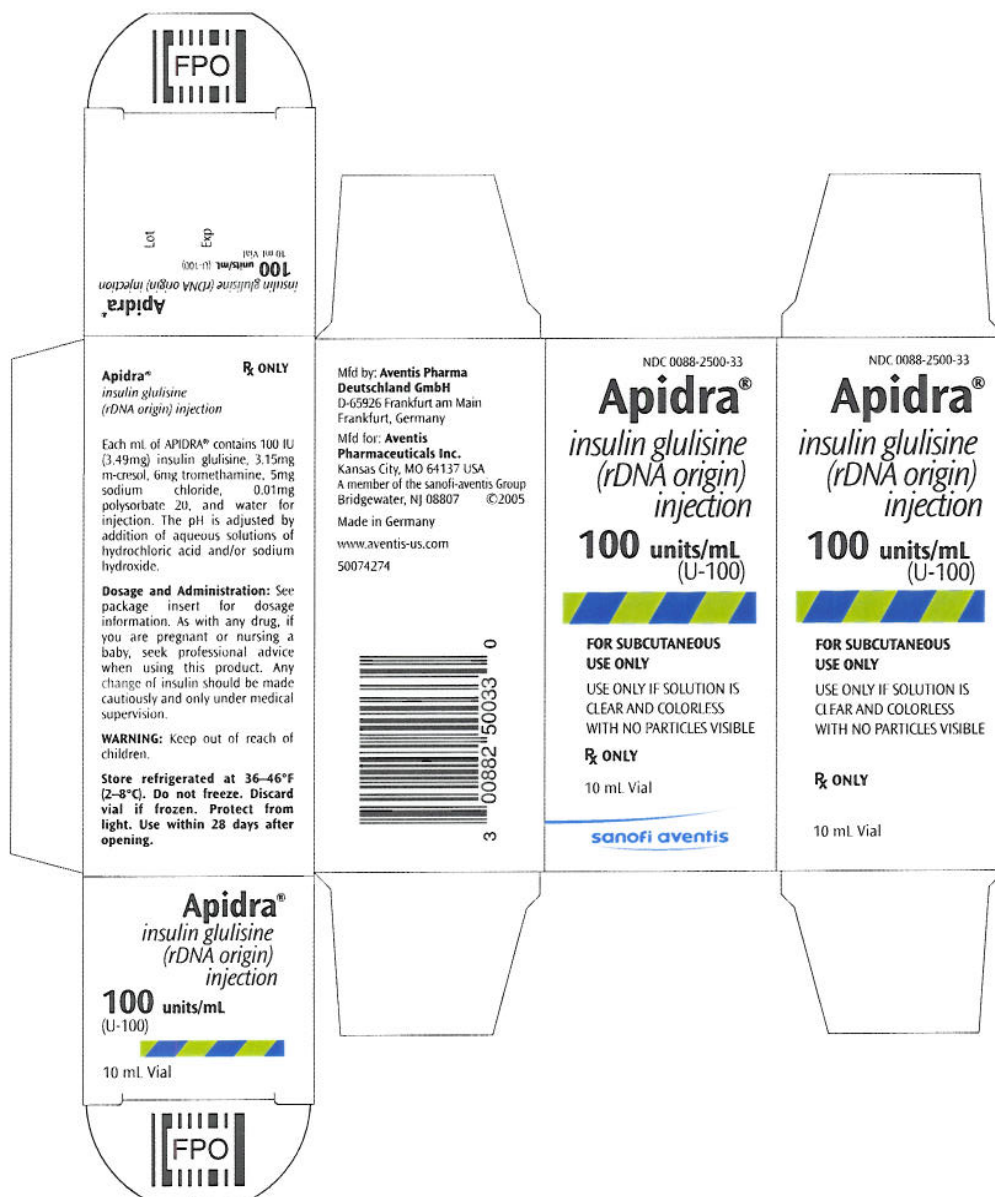 FPO
Lot
Exp
10 mL Vial
100 units/mL (U-100)
insulin glulisine (rDNA origin) injection
Apidra®
Apidra®
℞ ONLY
insulin glulisine
(rDNA origin) injection
Each mL of APIDRA® contains 100 IU
(3.49mg) insulin glulisine, 3.15mg
m-cresol, 6mg tromethamine, 5mg
sodium chloride, 0.01mg
polysorbate 20, and water for
injection. The pH is adjusted by
addition of aqueous solutions of
hydrochloric acid and/or sodium
hydroxide.
Dosage and Administration: See
package insert for dosage
information. As with any drug, if
you are pregnant or nursing a
baby, seek professional advice
when using this product. Any
change of insulin should be made
cautiously and only under medical
supervision.
WARNING: Keep out of reach of
children.
Store refrigerated at 36–46°F
(2–8°C). Do not freeze. Discard
vial if frozen. Protect from
light. Use within 28 days after
opening.
Mfd by: Aventis Pharma
Deutschland GmbH
D-65926 Frankfurt am Main
Frankfurt, Germany
Mfd for: Aventis
Pharmaceuticals Inc.
Kansas City, MO 64137 USA
A member of the sanofi-aventis Group
Bridgewater, NJ 08807 ©2005
Made in Germany
www.aventis-us.com
50074274
3 00882 50033 0
NDC 0088-2500-33
Apidra®
insulin glulisine
(rDNA origin)
injection
100 units/mL
(U-100)
FOR SUBCUTANEOUS
USE ONLY
USE ONLY IF SOLUTION IS
CLEAR AND COLORLESS
WITH NO PARTICLES VISIBLE
℞ ONLY
10 mL Vial
sanofi aventis
NDC 0088-2500-33
Apidra®
insulin glulisine
(rDNA origin)
injection
100 units/mL
(U-100)
FOR SUBCUTANEOUS
USE ONLY
USE ONLY IF SOLUTION IS
CLEAR AND COLORLESS
WITH NO PARTICLES VISIBLE
℞ ONLY
10 mL Vial
Apidra®
insulin glulisine
(rDNA origin)
injection
100 units/mL
(U-100)
10 mL Vial
FPO